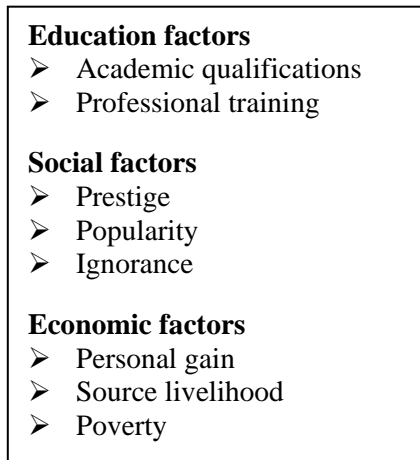 Education factors
➢ Academic qualifications
➢ Professional training
Social factors
➢ Prestige
➢ Popularity
➢ Ignorance
Economic factors
➢ Personal gain
➢ Source livelihood
➢ Poverty